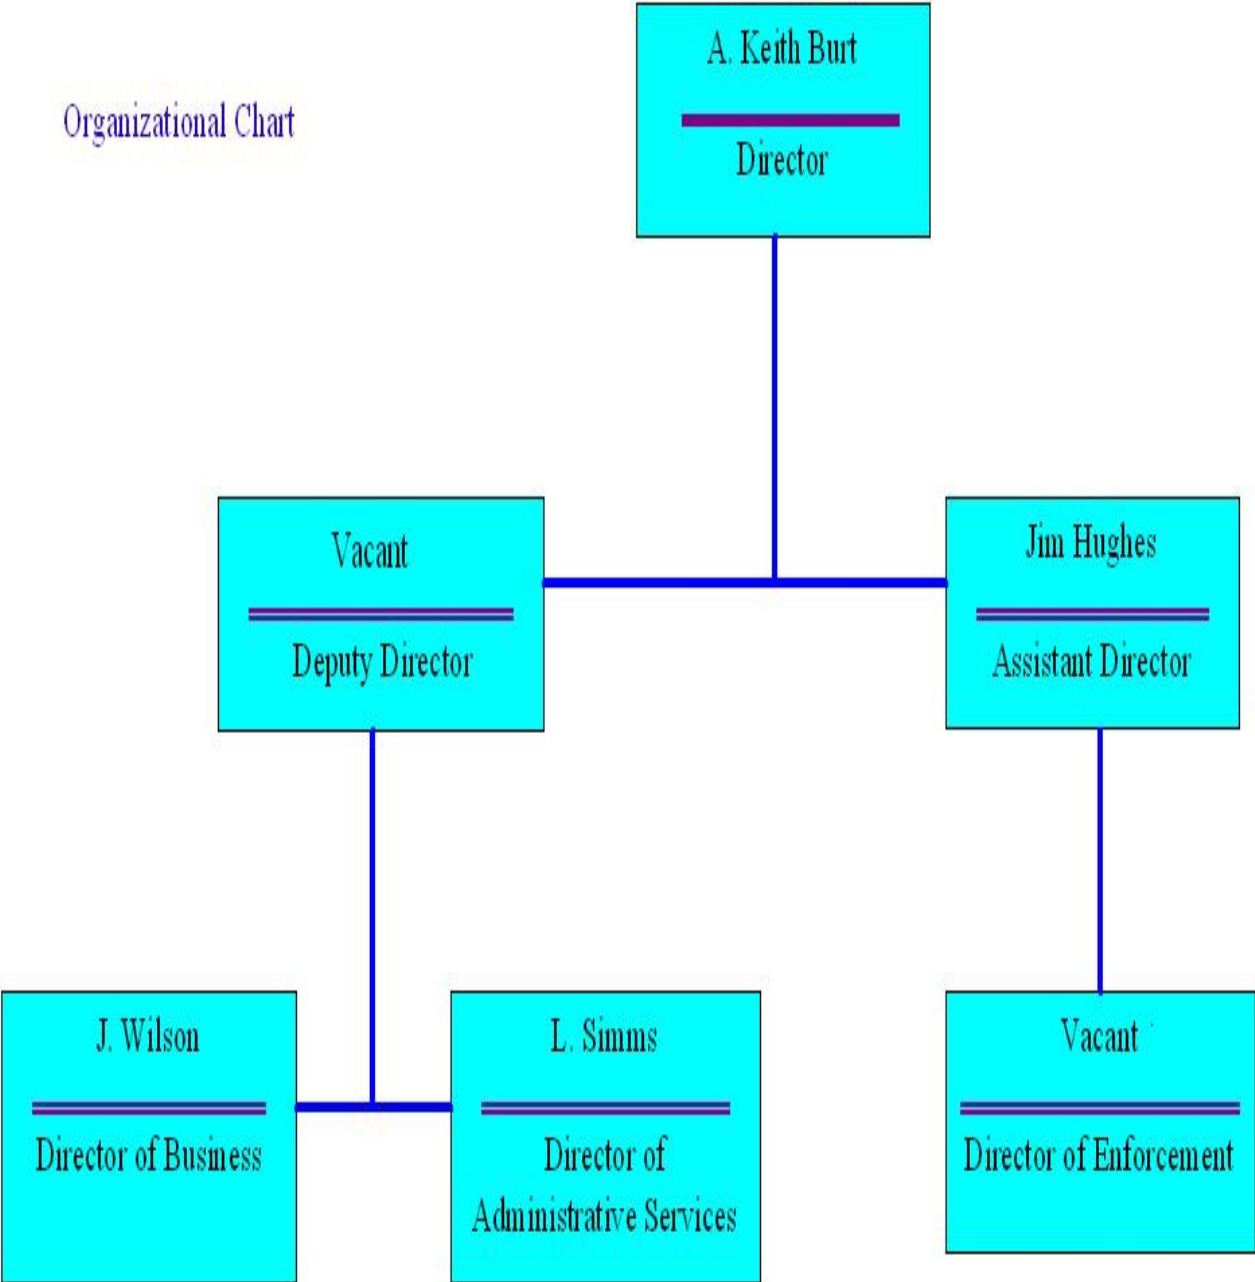 A. Keith Burt
Organizational Chart
Director
Vacant
Deputy Director
Jim Hughes
Assistant Director
J. Wilson
Director of Business
L. Simms
Director of
Administrative Services
Vacant
Director of Enforcement